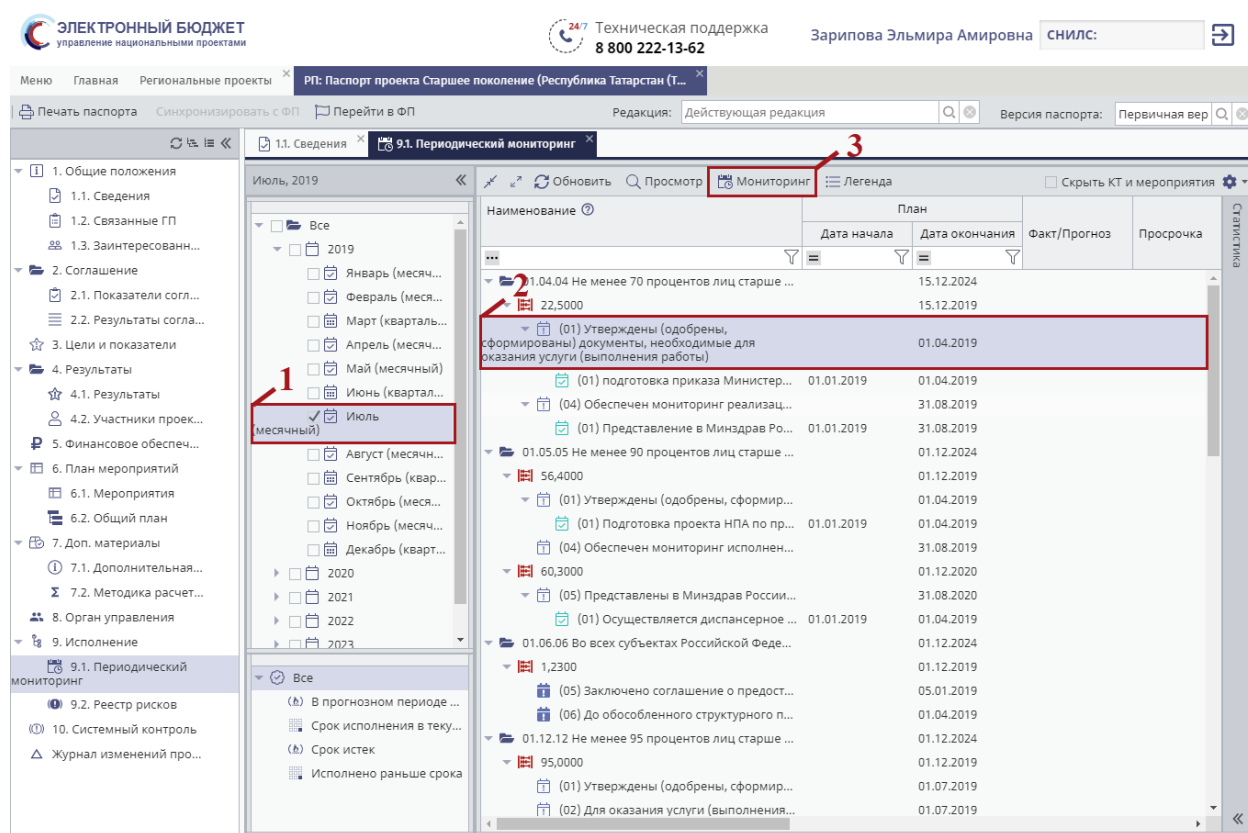 ЭЛЕКТРОННЫЙ БЮДЖЕТ
управление национальными проектами
24/7 Техническая поддержка
8 800 222-13-62
Зарипова Эльмира Амировна СНИЛС:
Меню Главная Региональные проекты РП: Паспорт проекта Старшее поколение (Республика Татарстан (Т...
Печать паспорта Синхронизировать с ФП Перейти в ФП Редакция: Действующая редакция Версия паспорта: Первичная вер
1.1. Сведения 9.1. Периодический мониторинг
3
1. Общие положения
1.1. Сведения
1.2. Связанные ГП
1.3. Заинтересованн...
2. Соглашение
2.1. Показатели согл...
2.2. Результаты согла...
3. Цели и показатели
4. Результаты
4.1. Результаты
4.2. Участники проек...
5. Финансовое обеспеч...
6. План мероприятий
6.1. Мероприятия
6.2. Общий план
7. Доп. материалы
7.1. Дополнительная...
7.2. Методика расчет...
8. Орган управления
9. Исполнение
9.1. Периодический
мониторинг
9.2. Реестр рисков
10. Системный контроль
Журнал изменений про...
Июль, 2019
Все
2019
Январь (месяч...
Февраль (меся...
Март (кварталь...
Апрель (месяч...
Май (месячный)
Июнь (квартал...
1
Июль
(месячный)
Август (месячн...
Сентябрь (квар...
Октябрь (меся...
Ноябрь (месяч...
Декабрь (кварт...
2020
2021
2022
2023
Все
В прогнозном периоде ...
Срок исполнения в теку...
Срок истек
Исполнено раньше срока
Обновить Просмотр Мониторинг Легенда Скрыть КТ и мероприятия
Наименование План
Дата начала Дата окончания Факт/Прогноз Просрочка
Статистика
= =
2
01.04.04 Не менее 70 процентов лиц старше ... 15.12.2024
22,5000 15.12.2019
(01) Утверждены (одобрены,
сформированы) документы, необходимые для 01.04.2019
оказания услуги (выполнения работы)
(01) подготовка приказа Министер... 01.01.2019 01.04.2019
(04) Обеспечен мониторинг реализац... 31.08.2019
(01) Представление в Минздрав Ро... 01.01.2019 31.08.2019
01.05.05 Не менее 90 процентов лиц старше ... 01.12.2024
56,4000 01.12.2019
(01) Утверждены (одобрены, сформир... 01.04.2019
(01) Подготовка проекта НПА по пр... 01.01.2019 01.04.2019
(04) Обеспечен мониторинг исполнен... 31.08.2019
60,3000 01.12.2020
(05) Представлены в Минздрав России... 31.08.2020
(01) Осуществляется диспансерное ... 01.01.2019 01.04.2019
01.06.06 Во всех субъектах Российской Феде... 01.12.2024
1,2300 01.12.2019
(05) Заключено соглашение о предост... 05.01.2019
(06) До обособленного структурного п... 01.04.2019
01.12.12 Не менее 95 процентов лиц старше ... 01.12.2024
95,0000 01.12.2019
(01) Утверждены (одобрены, сформир... 01.07.2019
(02) Для оказания услуги (выполнения... 01.07.2019